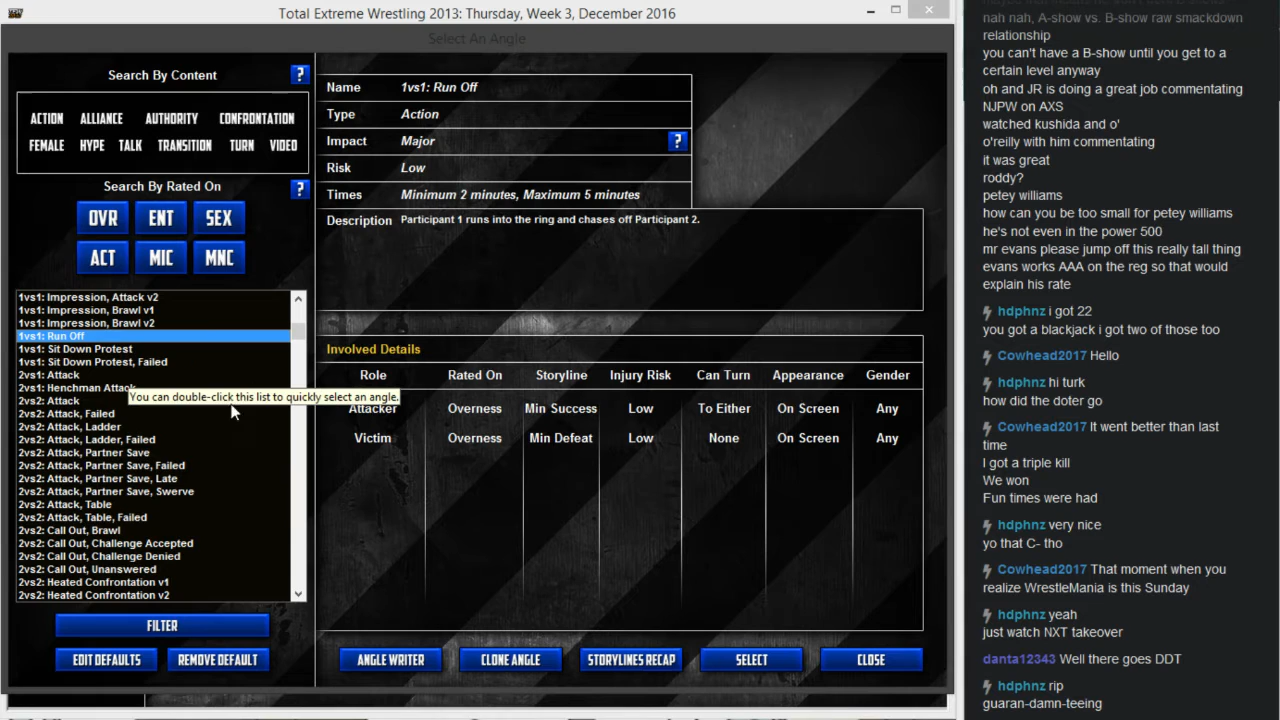 Total Extreme Wrestling 2013: Thursday, Week 3, December 2016
Select An Angle
Search By Content
?
ACTION ALLIANCE AUTHORITY CONFRONTATION
FEMALE HYPE TALK TRANSITION TURN VIDEO
Search By Rated On
?
OVR ENT SEX
ACT MIC MNC
1vs1: Impression, Attack v2
1vs1: Impression, Brawl v1
1vs1: Impression, Brawl v2
1vs1: Run Off
1vs1: Sit Down Protest
1vs1: Sit Down Protest, Failed
2vs1: Attack
2vs1: Henchman Attack
2vs2: Attack
2vs2: Attack, Failed
2vs2: Attack, Ladder
2vs2: Attack, Ladder, Failed
2vs2: Attack, Partner Save
2vs2: Attack, Partner Save, Failed
2vs2: Attack, Partner Save, Late
2vs2: Attack, Partner Save, Swerve
2vs2: Attack, Table
2vs2: Attack, Table, Failed
2vs2: Call Out, Brawl
2vs2: Call Out, Challenge Accepted
2vs2: Call Out, Challenge Denied
2vs2: Call Out, Unanswered
2vs2: Heated Confrontation v1
2vs2: Heated Confrontation v2
You can double-click this list to quickly select an angle.
FILTER
EDIT DEFAULTS REMOVE DEFAULT
Name 1vs1: Run Off
Type Action
Impact Major ?
Risk Low
Times Minimum 2 minutes, Maximum 5 minutes
Description Participant 1 runs into the ring and chases off Participant 2.
Involved Details
Role Rated On Storyline Injury Risk Can Turn Appearance Gender
Attacker Overness Min Success Low To Either On Screen Any
Victim Overness Min Defeat Low None On Screen Any
ANGLE WRITER CLONE ANGLE STORYLINES RECAP SELECT CLOSE
nah nah, A-show vs. B-show raw smackdown
relationship
you can't have a B-show until you get to a
certain level anyway
oh and JR is doing a great job commentating
NJPW on AXS
watched kushida and o'
o'reilly with him commentating
it was great
roddy?
petey williams
how can you be too small for petey williams
he's not even in the power 500
mr evans please jump off this really tall thing
evans works AAA on the reg so that would
explain his rate
hdphnz i got 22
you got a blackjack i got two of those too
Cowhead2017 Hello
hdphnz hi turk
how did the doter go
Cowhead2017 It went better than last
time
I got a triple kill
We won
Fun times were had
hdphnz very nice
yo that C- tho
Cowhead2017 That moment when you
realize WrestleMania is this Sunday
hdphnz yeah
just watch NXT takeover
danta12343 Well there goes DDT
hdphnz rip
guaran-damn-teeing